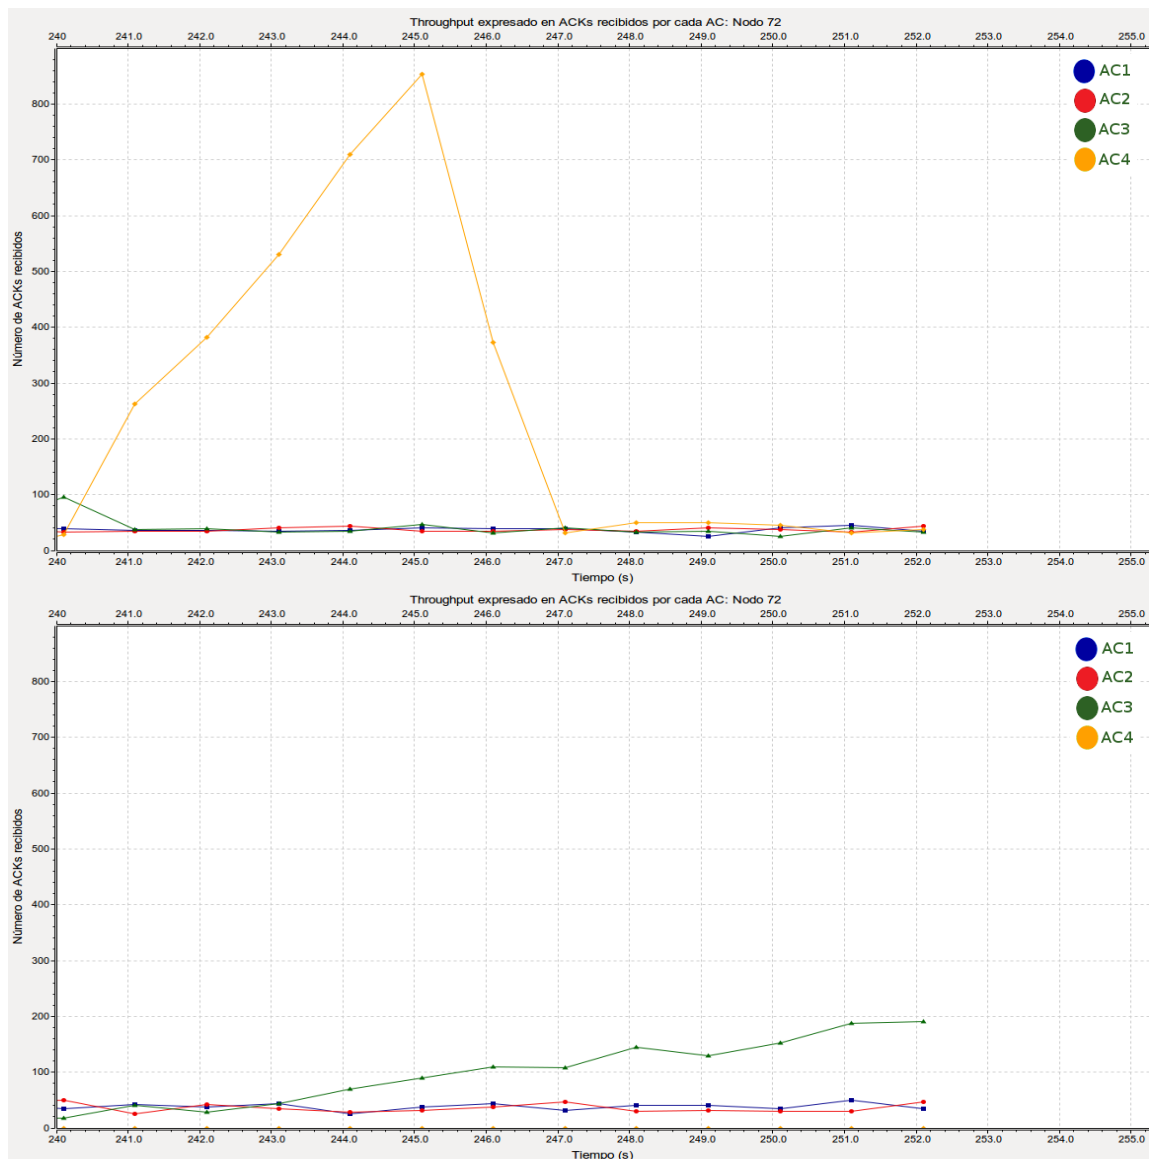 Throughput expresado en ACKs recibidos por cada AC: Nodo 72
240 241.0 242.0 243.0 244.0 245.0 246.0 247.0 248.0 249.0 250.0 251.0 252.0 253.0 254.0 255.0
AC1
AC2
AC3
AC4
Número de ACKs recibidos
800
700
600
500
400
300
200
100
0
240 241.0 242.0 243.0 244.0 245.0 246.0 247.0 248.0 249.0 250.0 251.0 252.0 253.0 254.0 255.0
Tiempo (s)
Throughput expresado en ACKs recibidos por cada AC: Nodo 72
240 241.0 242.0 243.0 244.0 245.0 246.0 247.0 248.0 249.0 250.0 251.0 252.0 253.0 254.0 255.0
AC1
AC2
AC3
AC4
Número de ACKs recibidos
800
700
600
500
400
300
200
100
0
240 241.0 242.0 243.0 244.0 245.0 246.0 247.0 248.0 249.0 250.0 251.0 252.0 253.0 254.0 255.0
Tiempo (s)